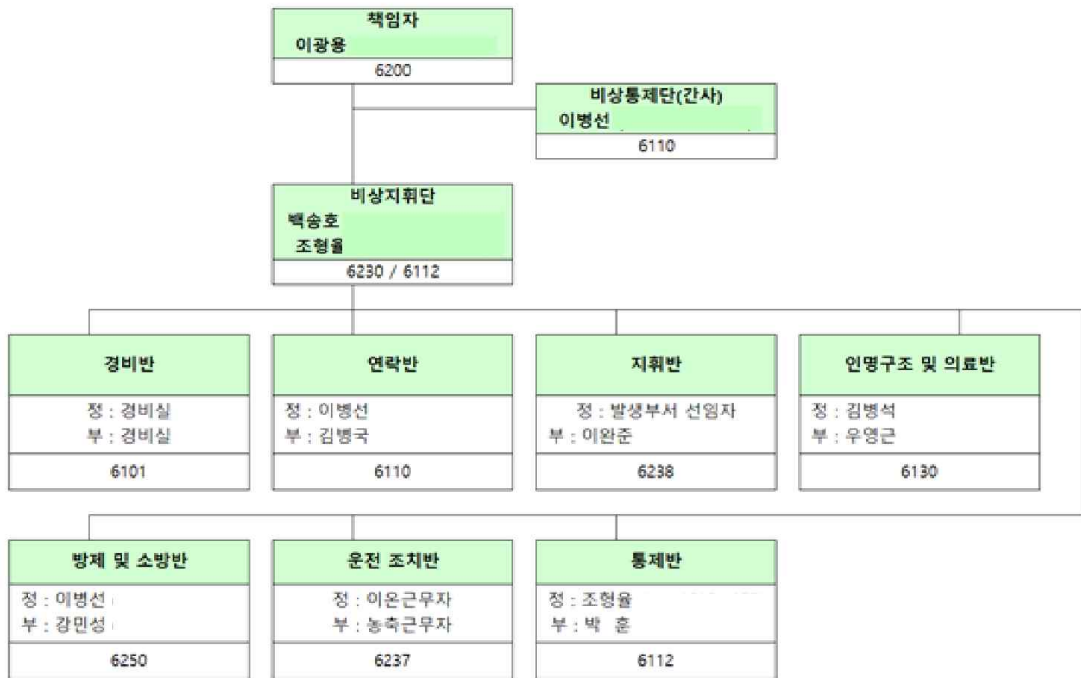 책임자
이광용
6200
비상통제단(간사)
이병선
6110
비상지휘단
백송호
조형율
6230 / 6112
경비반
정 : 경비실
부 : 경비실
6101
연락반
정 : 이병선
부 : 김병국
6110
지휘반
정 : 발생부서 선임자
부 : 이완준
6238
인명구조 및 의료반
정 : 김병석
부 : 우영근
6130
방제 및 소방반
정 : 이병선
부 : 강민성
6250
운전 조치반
정 : 이온근무자
부 : 농축근무자
6237
통제반
정 : 조형율
부 : 박 훈
6112